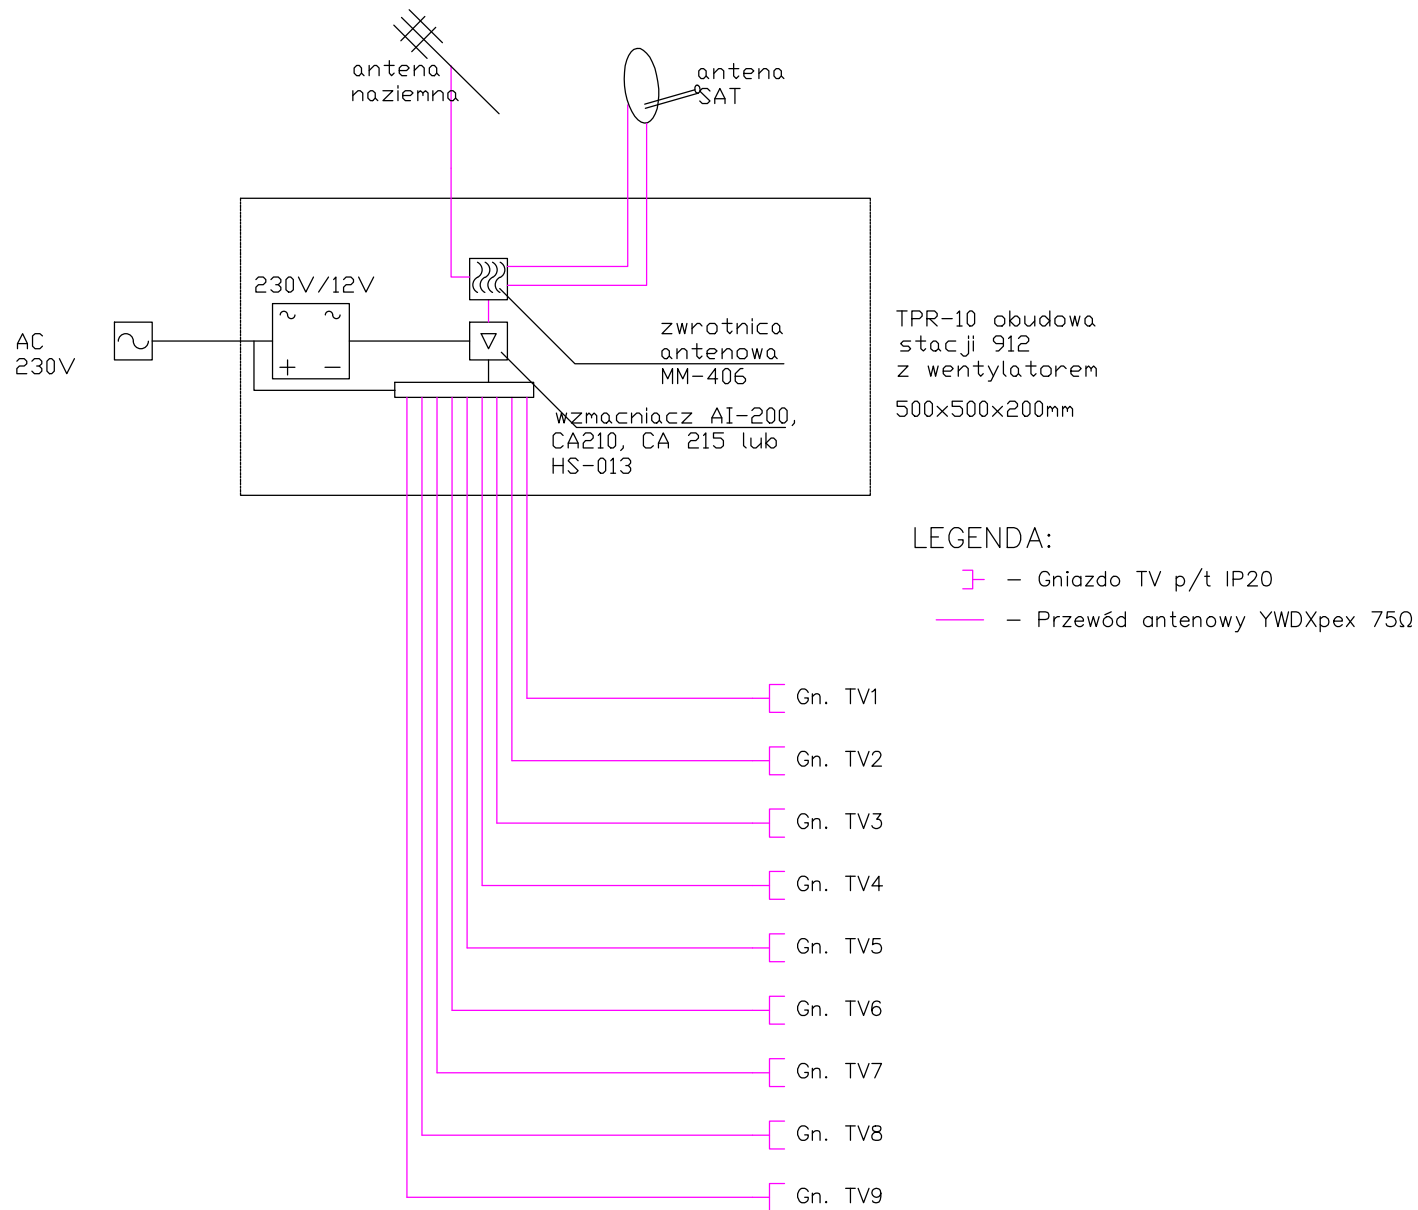 antena
naziemna
antena
SAT
230V/12V
AC
230V
zwrotnica
antenowa
MM-406
wzmacniacz AI-200,
CA210, CA 215 lub
HS-013
TPR-10 obudowa
stacji 912
z wentylatorem
500x500x200mm
LEGENDA:
- Gniazdo TV p/t IP20
- Przewód antenowy YWDXpex 75Ω
Gn. TV1
Gn. TV2
Gn. TV3
Gn. TV4
Gn. TV5
Gn. TV6
Gn. TV7
Gn. TV8
Gn. TV9